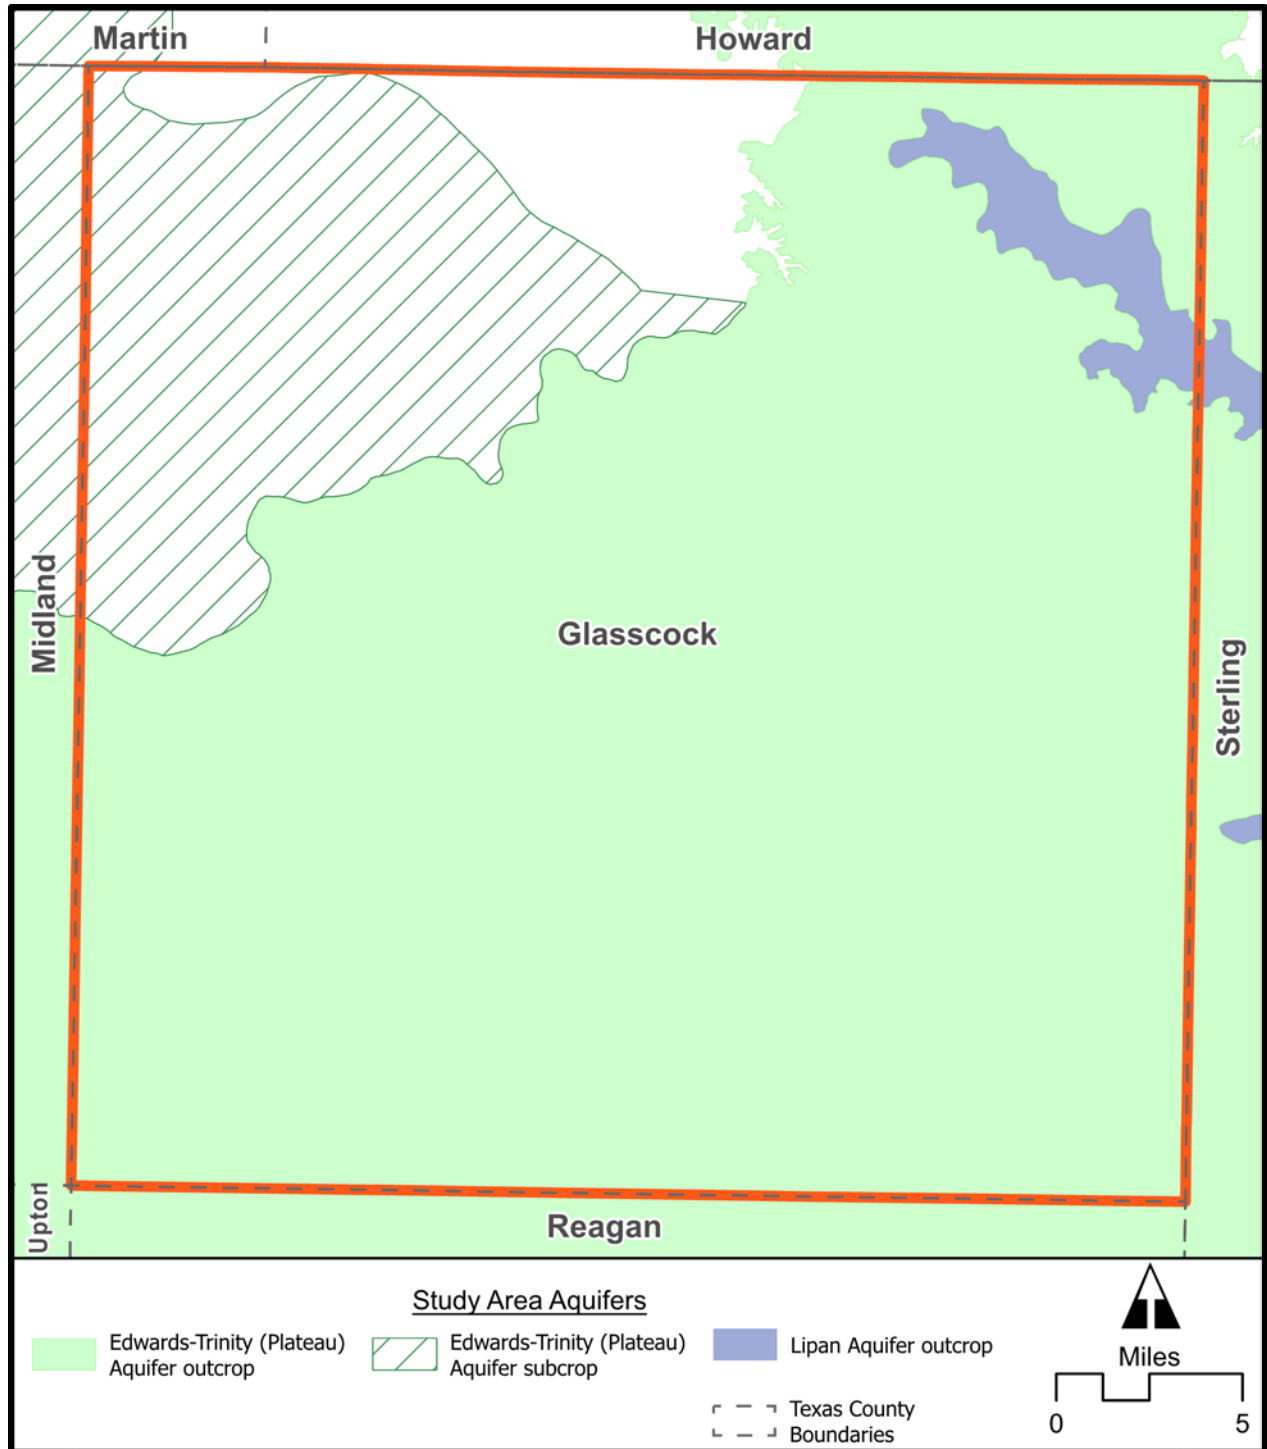 Martin
Howard
Midland
Glasscock
Sterling
Upton
Reagan
Study Area Aquifers
Edwards-Trinity (Plateau)
Aquifer outcrop
Edwards-Trinity (Plateau)
Aquifer subcrop
Lipan Aquifer outcrop
Texas County
Boundaries
Miles
0 5